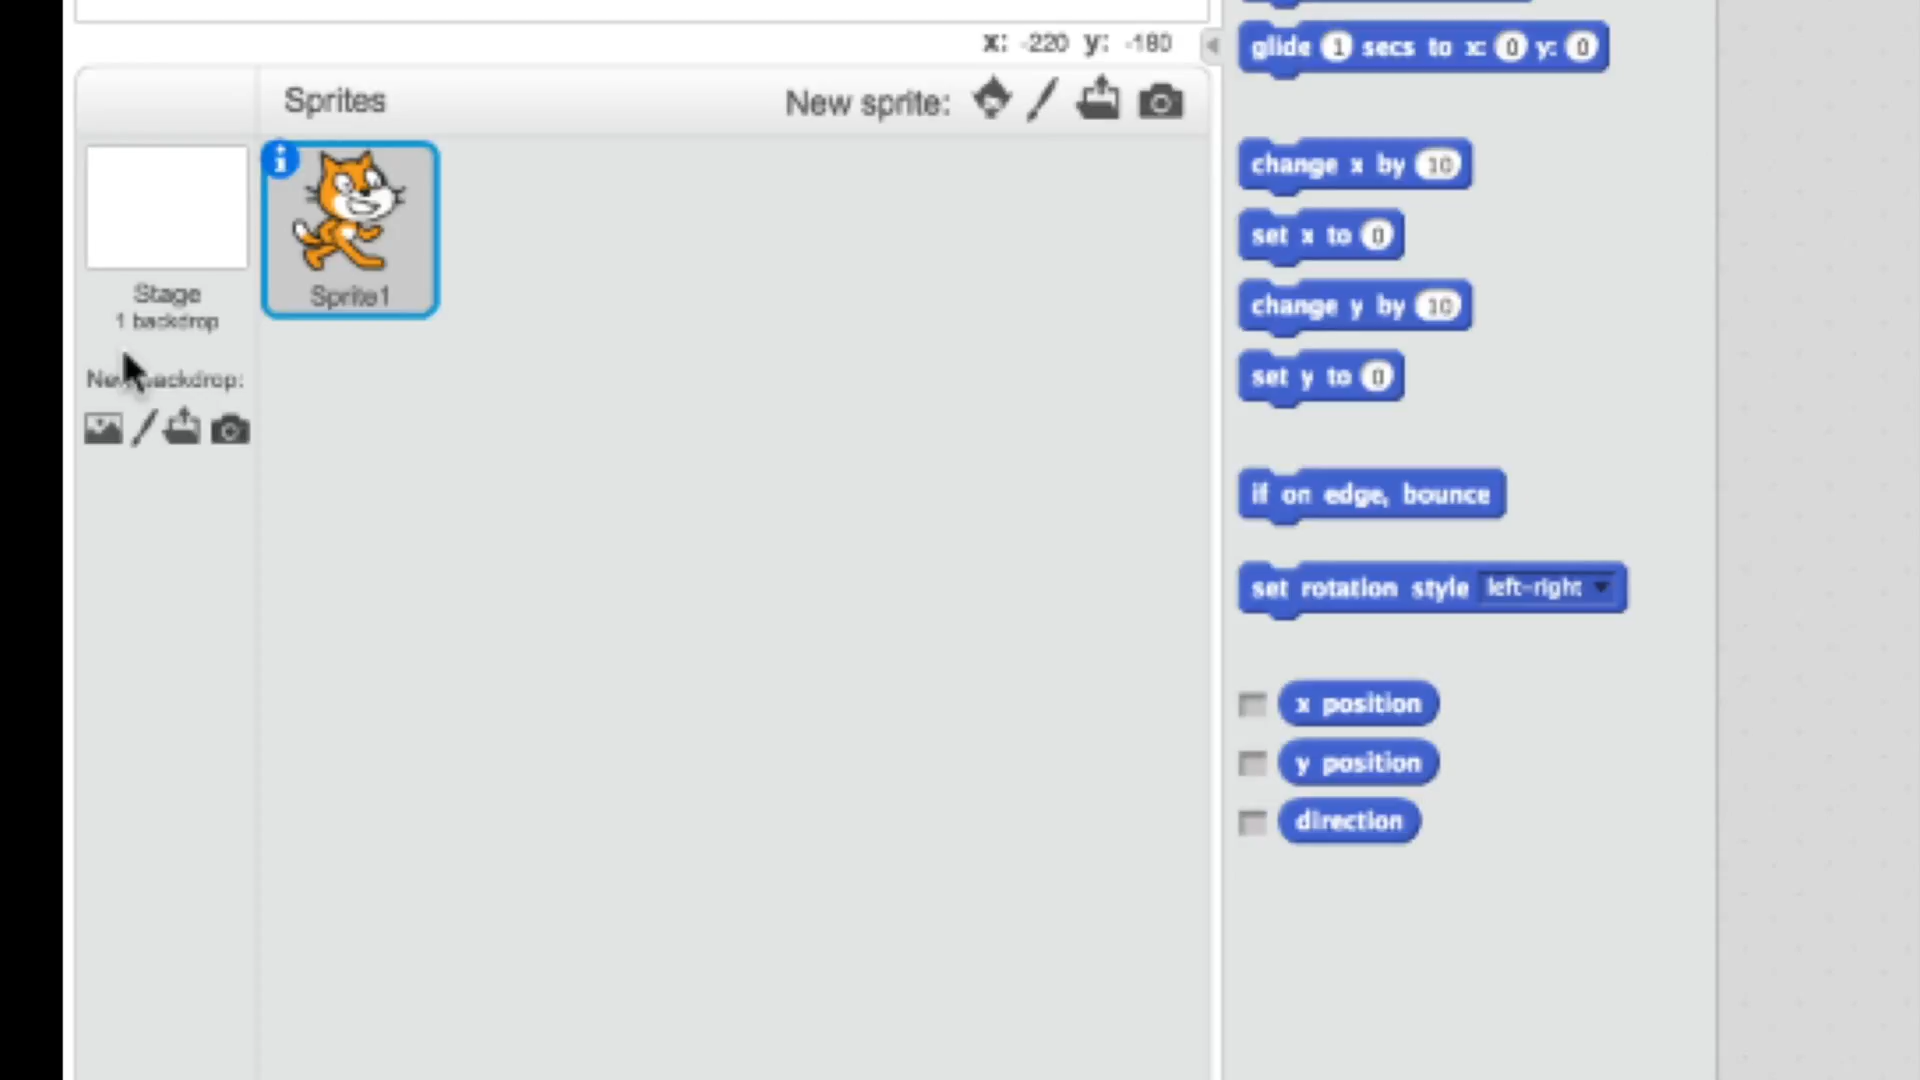 x: -220 y: -180
Sprites
New sprite:
Sprite1
Stage
1 backdrop
New backdrop:
glide 1 secs to x: 0 y: 0
change x by 10
set x to 0
change y by 10
set y to 0
if on edge, bounce
set rotation style left-right
x position
y position
direction